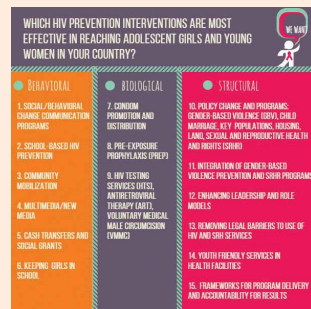 WHICH HIV PREVENTION INTERVENTIONS ARE MOST
EFFECTIVE IN REACHING ADOLESCENT GIRLS AND YOUNG
WOMEN IN YOUR COUNTRY?
WE WANT
BEHAVIORAL
1. SOCIAL/BEHAVIORAL
CHANGE COMMUNICATION
PROGRAMS
2. SCHOOL-BASED HIV
PREVENTION
3. COMMUNITY
MOBILIZATION
4. MULTIMEDIA/NEW
MEDIA
5. CASH TRANSFERS AND
SOCIAL GRANTS
6. KEEPING GIRLS IN
SCHOOL
BIOLOGICAL
7. CONDOM
PROMOTION AND
DISTRIBUTION
8. PRE-EXPOSURE
PROPHYLAXIS (PREP)
9. HIV TESTING
SERVICES (HTS),
ANTIRETROVIRAL
THERAPY (ART),
VOLUNTARY MEDICAL
MALE CIRCUMCISION
(VMMC)
STRUCTURAL
10. POLICY CHANGE AND PROGRAMS:
GENDER-BASED VIOLENCE (GBV), CHILD
MARRIAGE, KEY POPULATIONS, HOUSING,
LAND, SEXUAL AND REPRODUCTIVE HEALTH
AND RIGHTS (SRHR)
11. INTEGRATION OF GENDER-BASED
VIOLENCE PREVENTION AND SRHR PROGRAMS
12. ENHANCING LEADERSHIP AND ROLE
MODELS
13. REMOVING LEGAL BARRIERS TO USE OF
HIV AND SRH SERVICES
14. YOUTH FRIENDLY SERVICES IN
HEALTH FACILITIES
15. FRAMEWORKS FOR PROGRAM DELIVERY
AND ACCOUNTABILITY FOR RESULTS